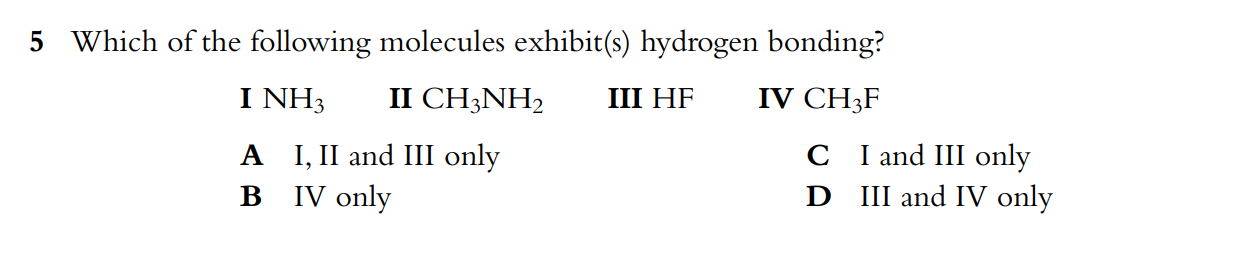 5 Which of the following molecules exhibit(s) hydrogen bonding?
I NH₃ II CH₃NH₂ III HF IV CH₃F
A I, II and III only C I and III only
B IV only D III and IV only